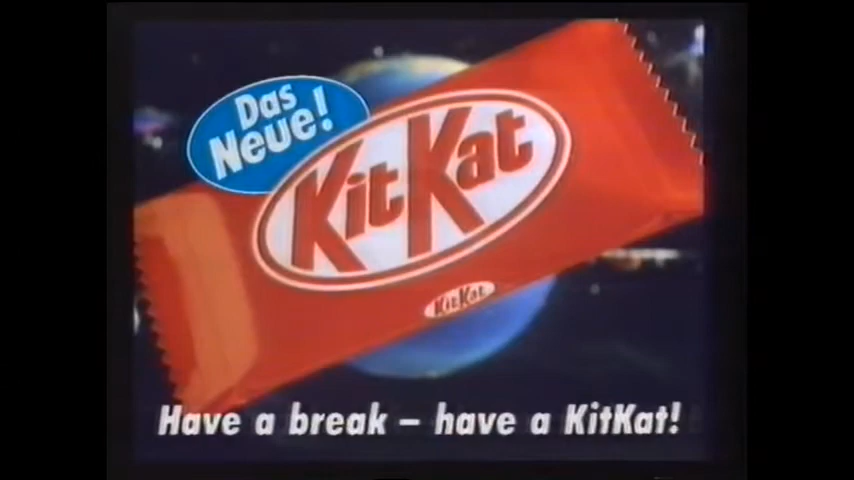 Das
Neue!
KitKat
KitKat
Have a break – have a KitKat!